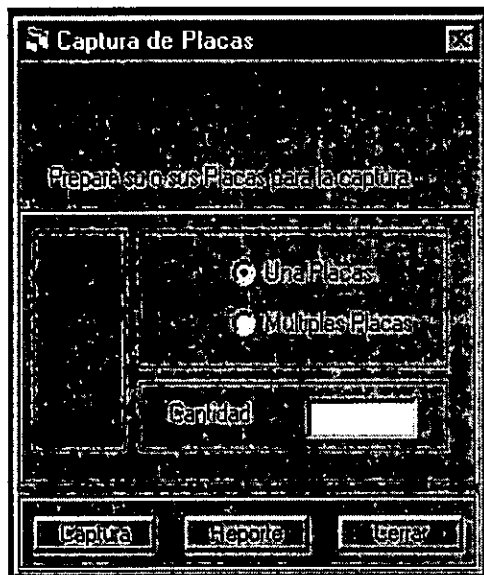 Captura de Placas
Prepare su o sus Placas para la captura
Una Placas
Multiples Placas
Cantidad
Captura Reporte Cerrar